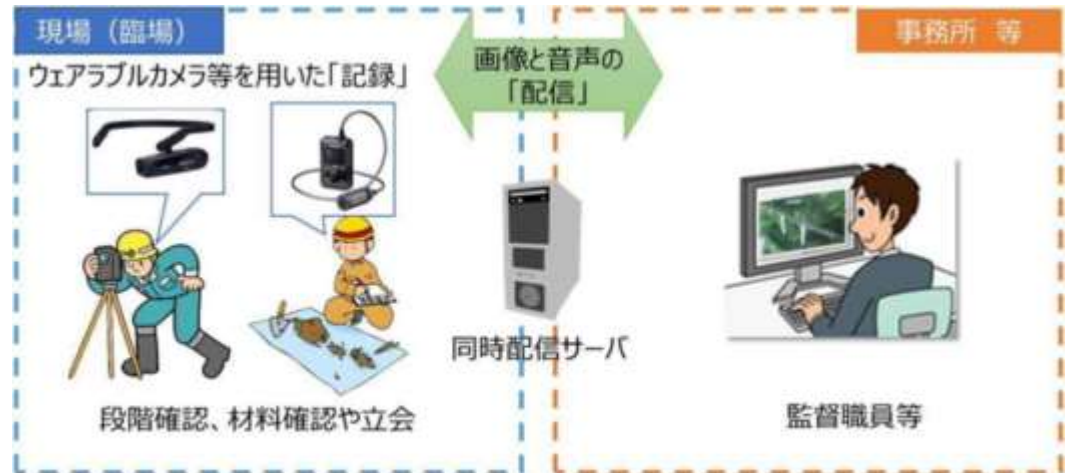 現場（臨場）
ウェアラブルカメラ等を用いた「記録」
画像と音声の
「配信」
事務所 等
同時配信サーバ
段階確認、材料確認や立会
監督職員等